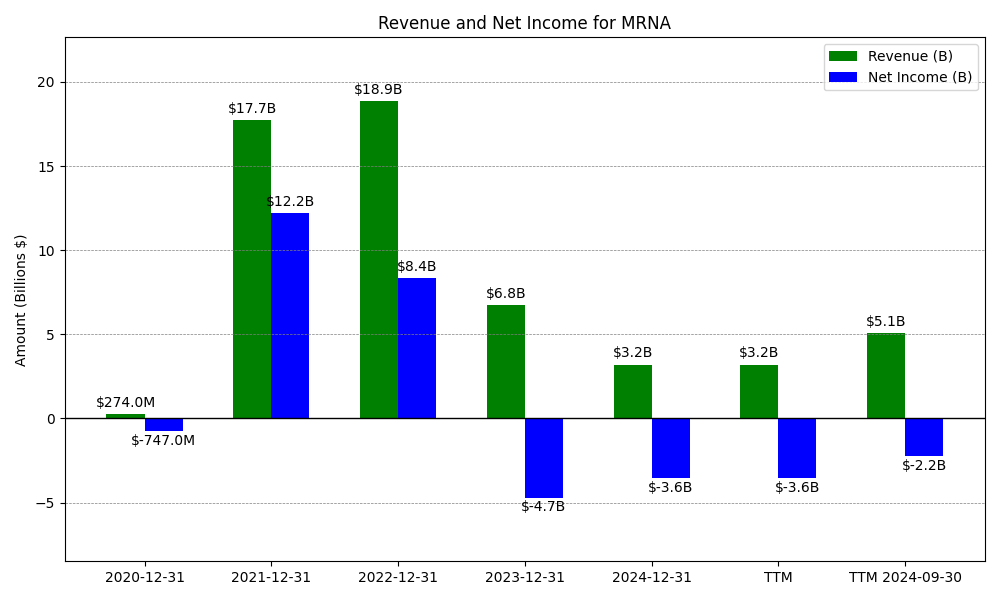 Revenue and Net Income for MRNA
Revenue (B)
Net Income (B)
Amount (Billions $)
20
15
10
5
0
−5
$274.0M
$-747.0M
$17.7B
$12.2B
$18.9B
$8.4B
$6.8B
$-4.7B
$3.2B
$-3.6B
$3.2B
$-3.6B
$5.1B
$-2.2B
2020-12-31
2021-12-31
2022-12-31
2023-12-31
2024-12-31
TTM
TTM 2024-09-30